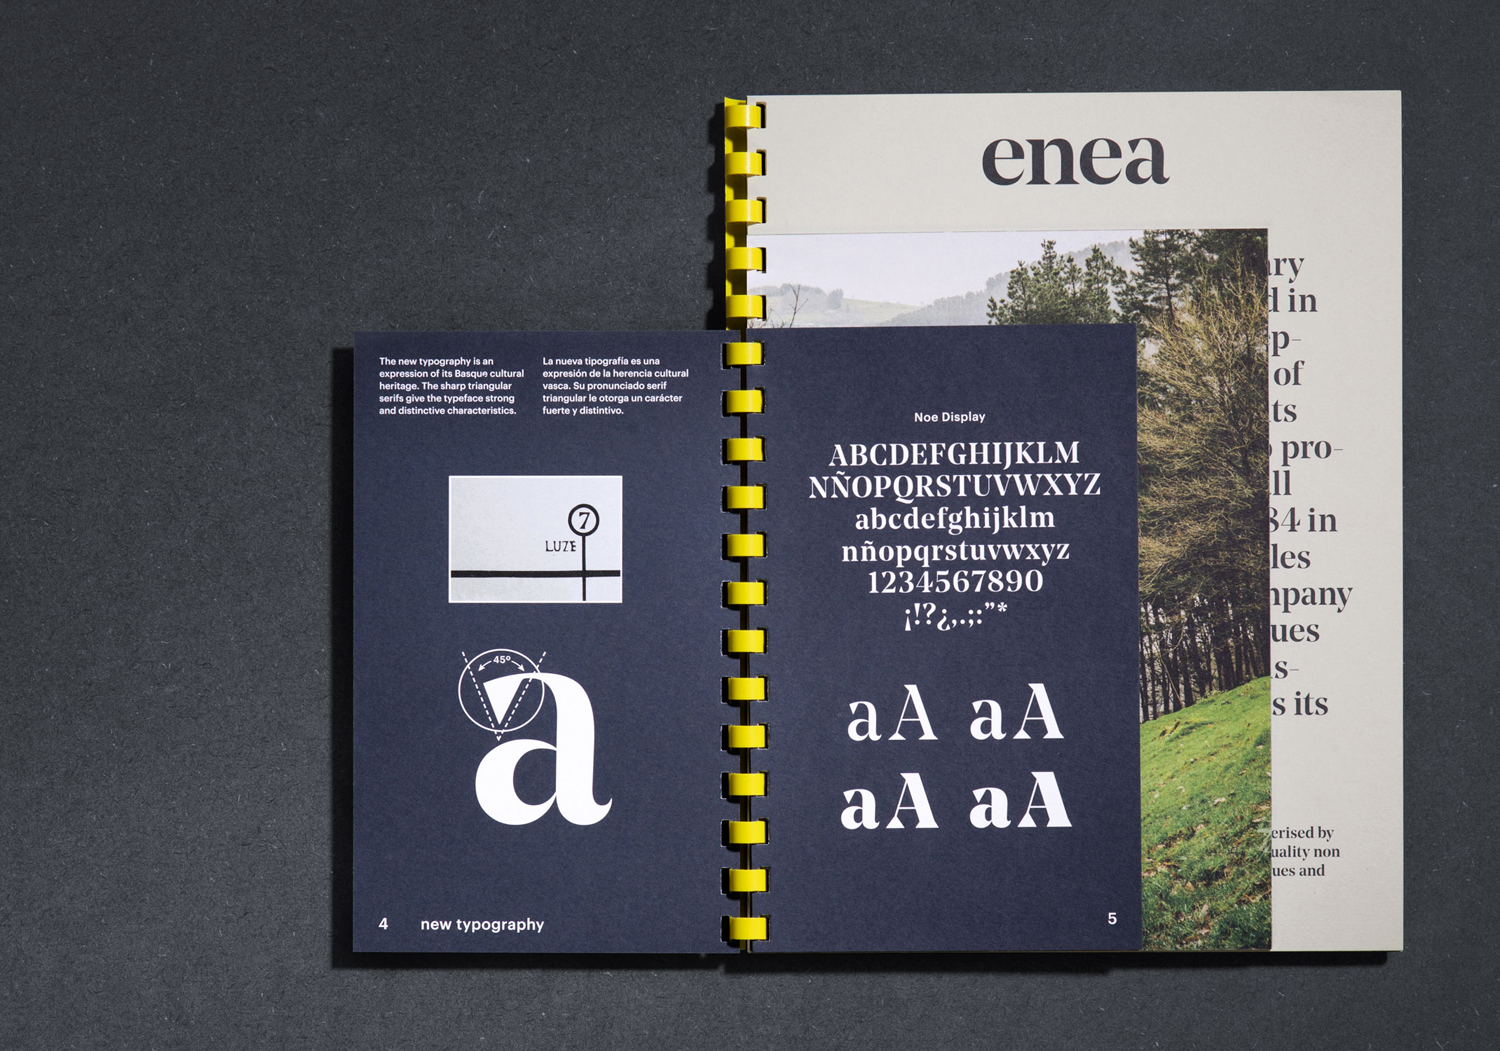 The new typography is an
expression of its Basque cultural
heritage. The sharp triangular
serifs give the typeface strong
and distinctive characteristics.
La nueva tipografía es una
expresión de la herencia cultural
vasca. Su pronunciado serif
triangular le otorga un carácter
fuerte y distintivo.
7
LUZE
45º
a
4 new typography
Noe Display
ABCDEFGHIJKLM
NÑOPQRSTUVWXYZ
abcdefghijklm
nñopqrstuvwxyz
1234567890
¡!?¿,.;:”*
aA aA
aA aA
5
enea
ary
d in
p-
of
ts
pro-
ll
84 in
les
mpany
ues
s-
s its
erised by
uality non
ues and